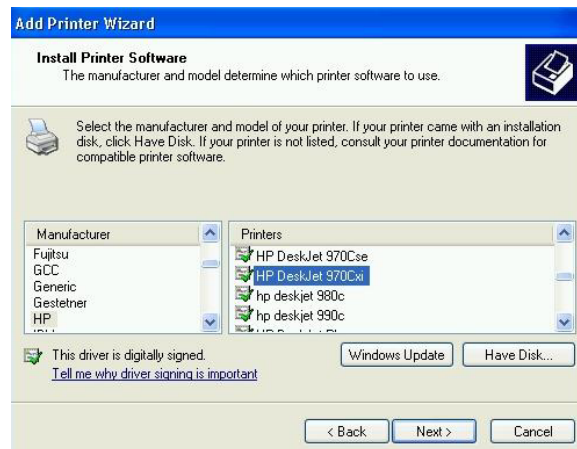 Add Printer Wizard
Install Printer Software
The manufacturer and model determine which printer software to use.
Select the manufacturer and model of your printer. If your printer came with an installation
disk, click Have Disk. If your printer is not listed, consult your printer documentation for
compatible printer software.
Manufacturer
Fujitsu
GCC
Generic
Gestetner
HP
Printers
HP DeskJet 970Cse
HP DeskJet 970Cxi
hp deskjet 980c
hp deskjet 990c
This driver is digitally signed.
Tell me why driver signing is important
Windows Update
Have Disk...
< Back
Next >
Cancel